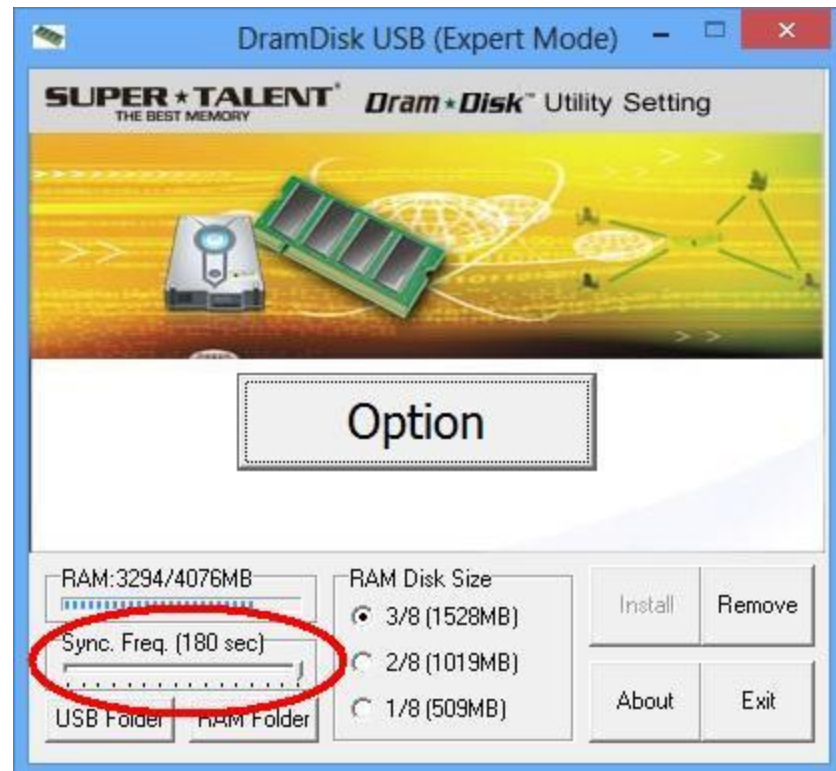 DramDisk USB (Expert Mode)
SUPER★TALENT Dram★Disk™ Utility Setting
THE BEST MEMORY
Option
RAM:3294/4076MB
Sync. Freq. (180 sec)
USB Folder
RAM Folder
RAM Disk Size
3/8 (1528MB)
2/8 (1019MB)
1/8 (509MB)
Install
Remove
About
Exit